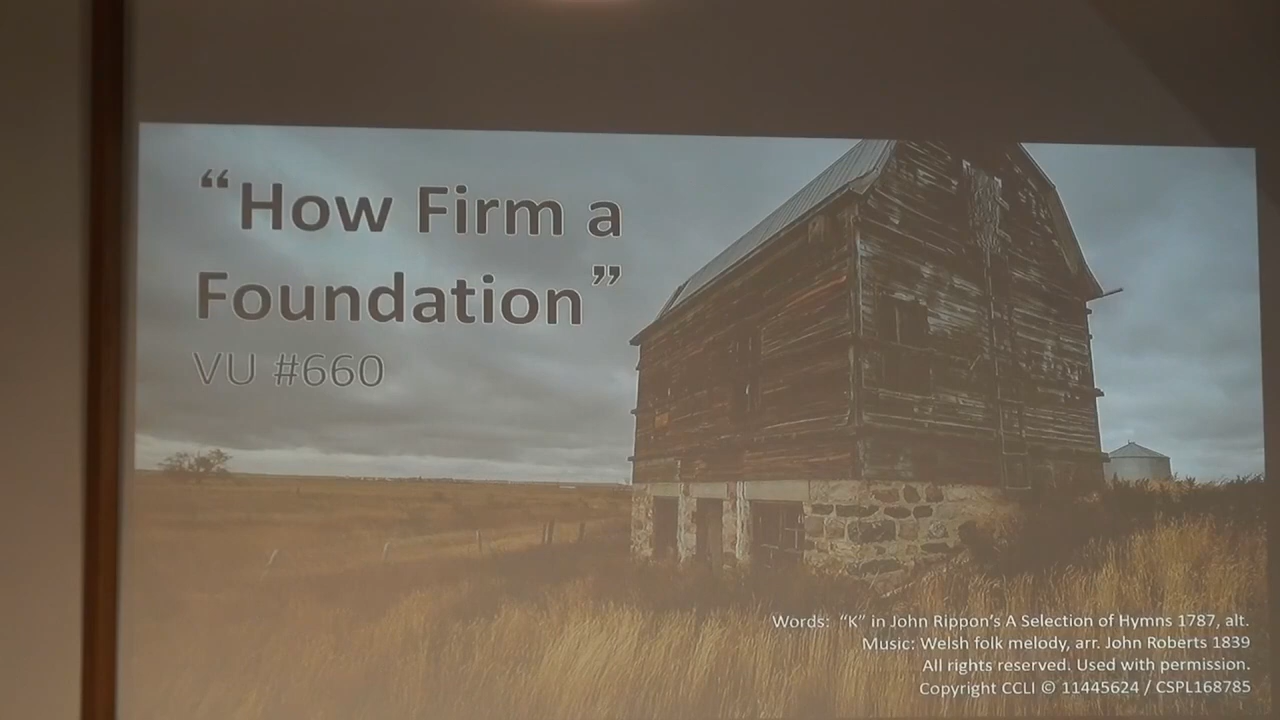 “How Firm a
Foundation”
VU #660
Words:  “K” in John Rippon’s A Selection of Hymns 1787, alt.
Music: Welsh folk melody, arr. John Roberts 1839
All rights reserved. Used with permission.
Copyright CCLI © 11445624 / CSPL168785